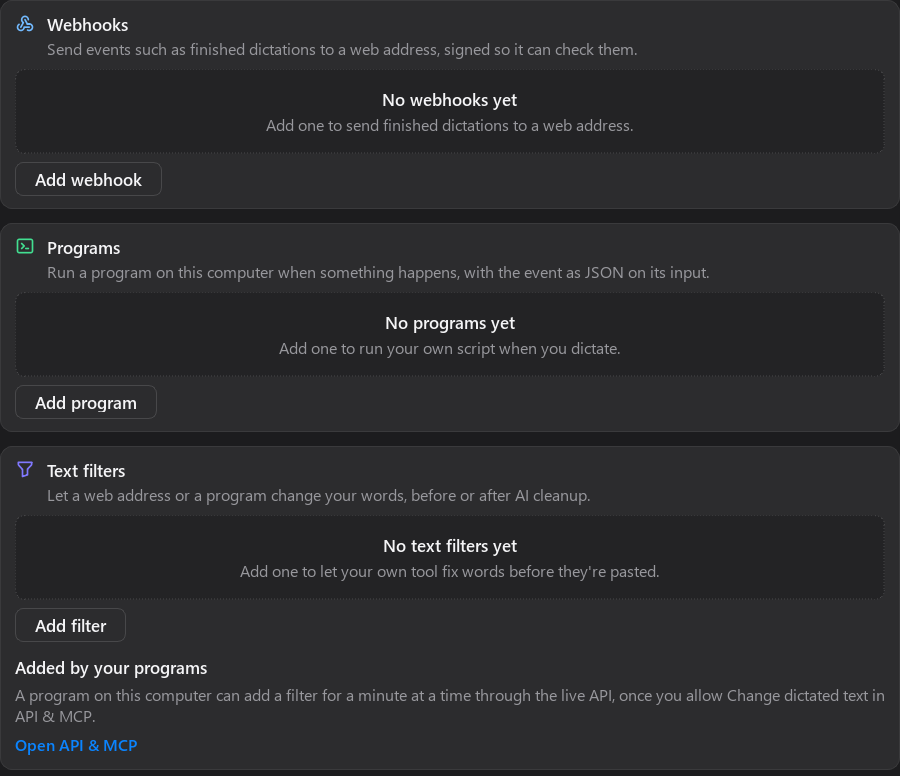 Webhooks
Send events such as finished dictations to a web address, signed so it can check them.
No webhooks yet
Add one to send finished dictations to a web address.
Add webhook
Programs
Run a program on this computer when something happens, with the event as JSON on its input.
No programs yet
Add one to run your own script when you dictate.
Add program
Text filters
Let a web address or a program change your words, before or after AI cleanup.
No text filters yet
Add one to let your own tool fix words before they're pasted.
Add filter
Added by your programs
A program on this computer can add a filter for a minute at a time through the live API, once you allow Change dictated text in
API & MCP.
Open API & MCP